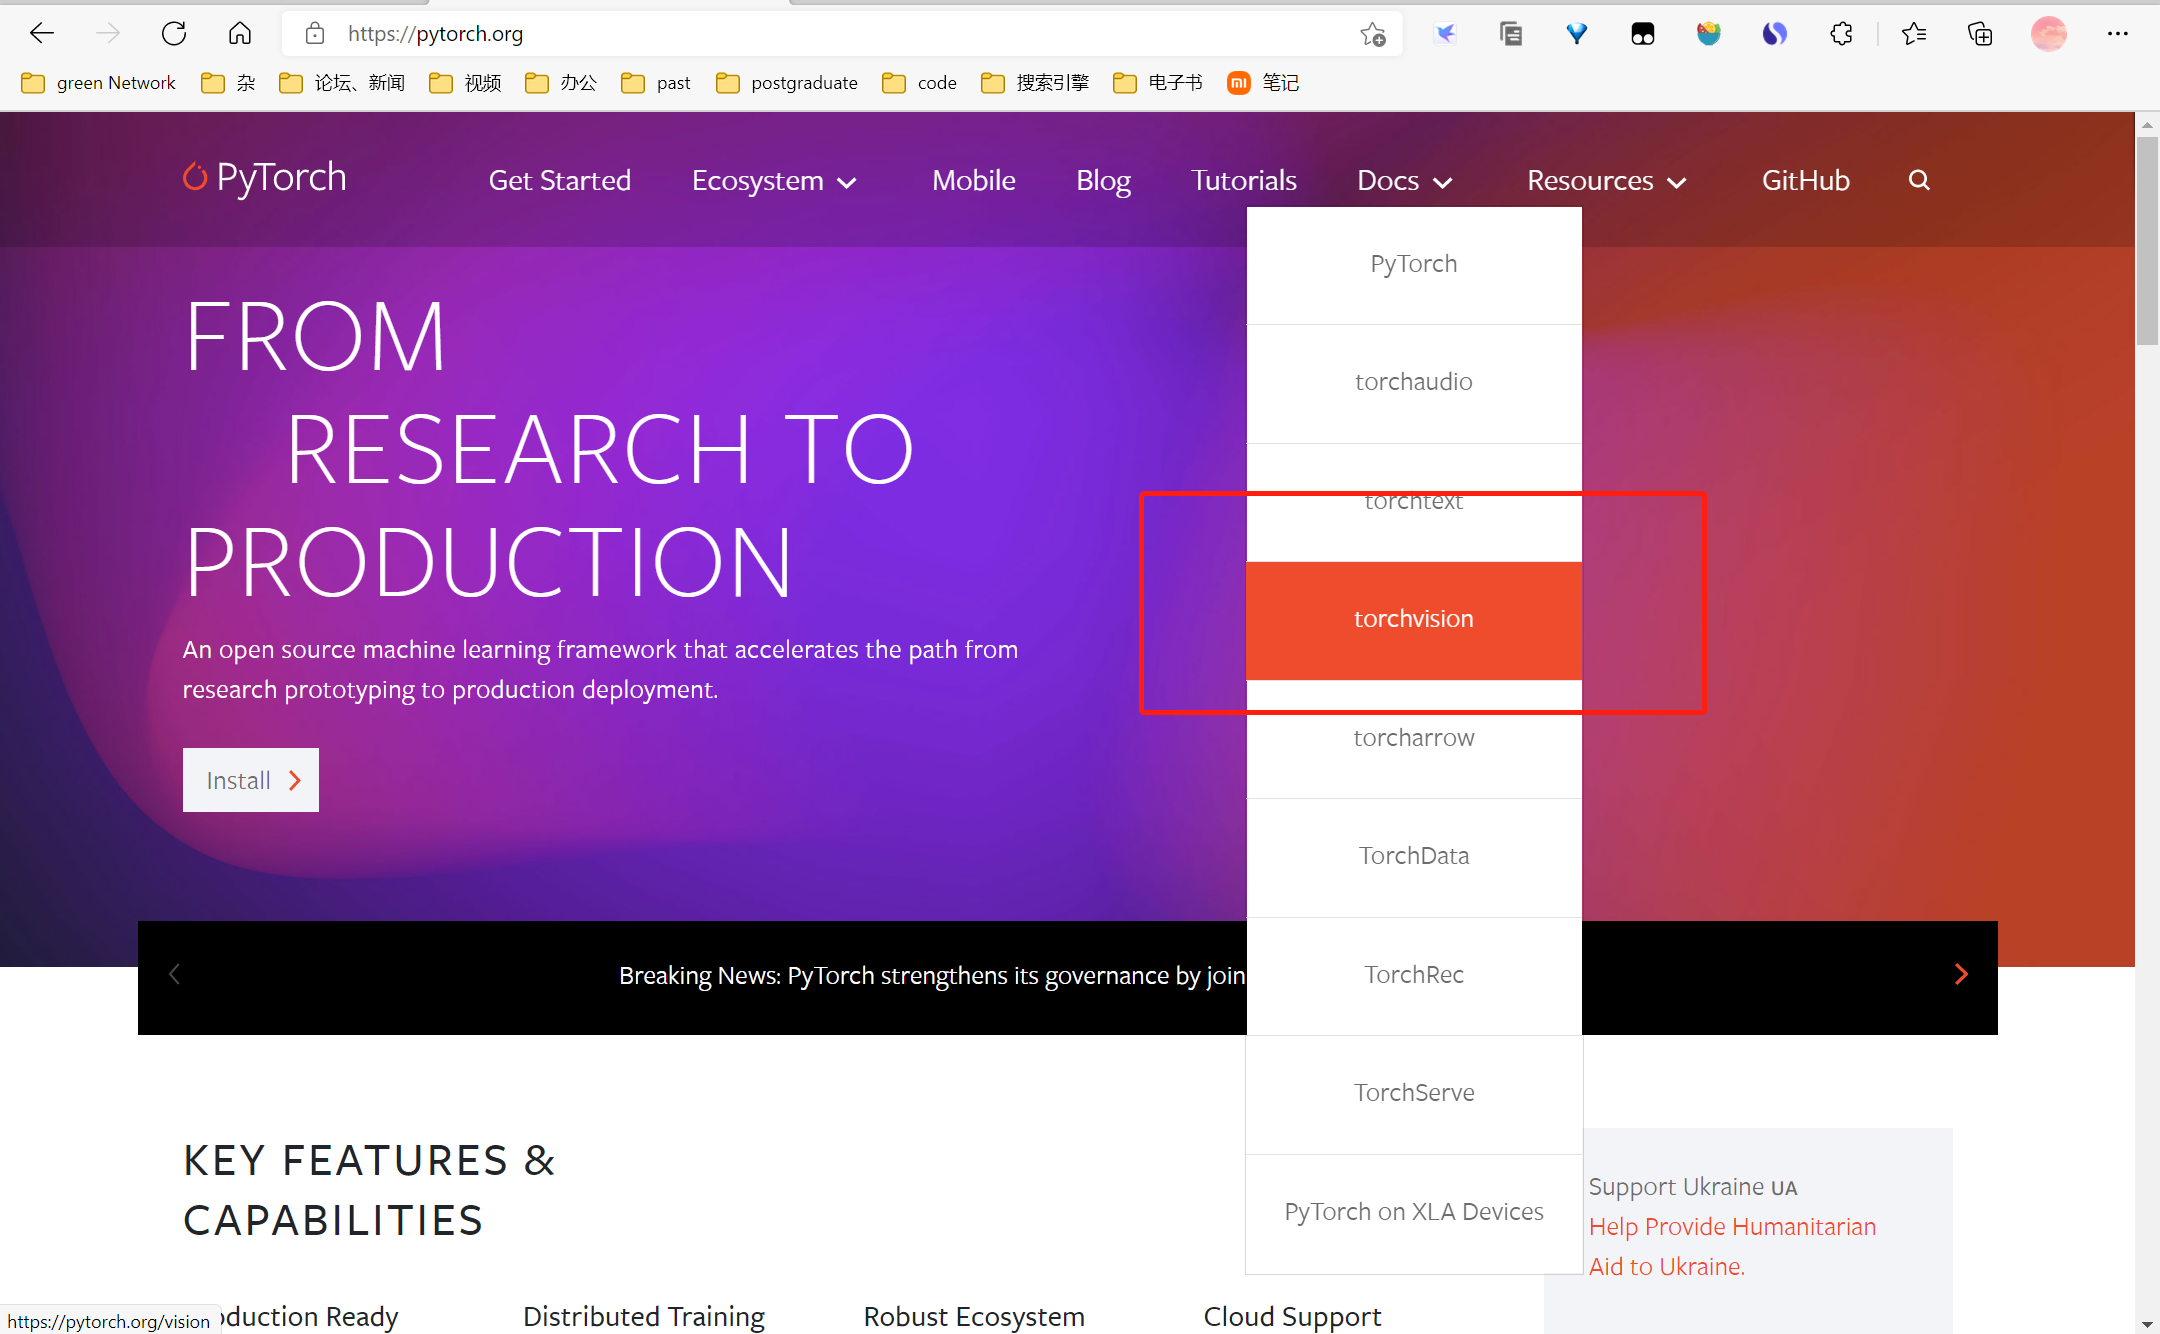 https://pytorch.org
green Network 杂 论坛、新闻 视频 办公 past postgraduate code 搜索引擎 电子书 mi 笔记
PyTorch Get Started Ecosystem Mobile Blog Tutorials Docs Resources GitHub
PyTorch
torchaudio
torchtext
torchvision
torcharrow
TorchData
TorchRec
TorchServe
PyTorch on XLA Devices
FROM
RESEARCH TO
PRODUCTION
An open source machine learning framework that accelerates the path from
research prototyping to production deployment.
Install
Breaking News: PyTorch strengthens its governance by join
KEY FEATURES &
CAPABILITIES
Support Ukraine UA
Help Provide Humanitarian
Aid to Ukraine.
oduction Ready Distributed Training Robust Ecosystem Cloud Support
https://pytorch.org/vision